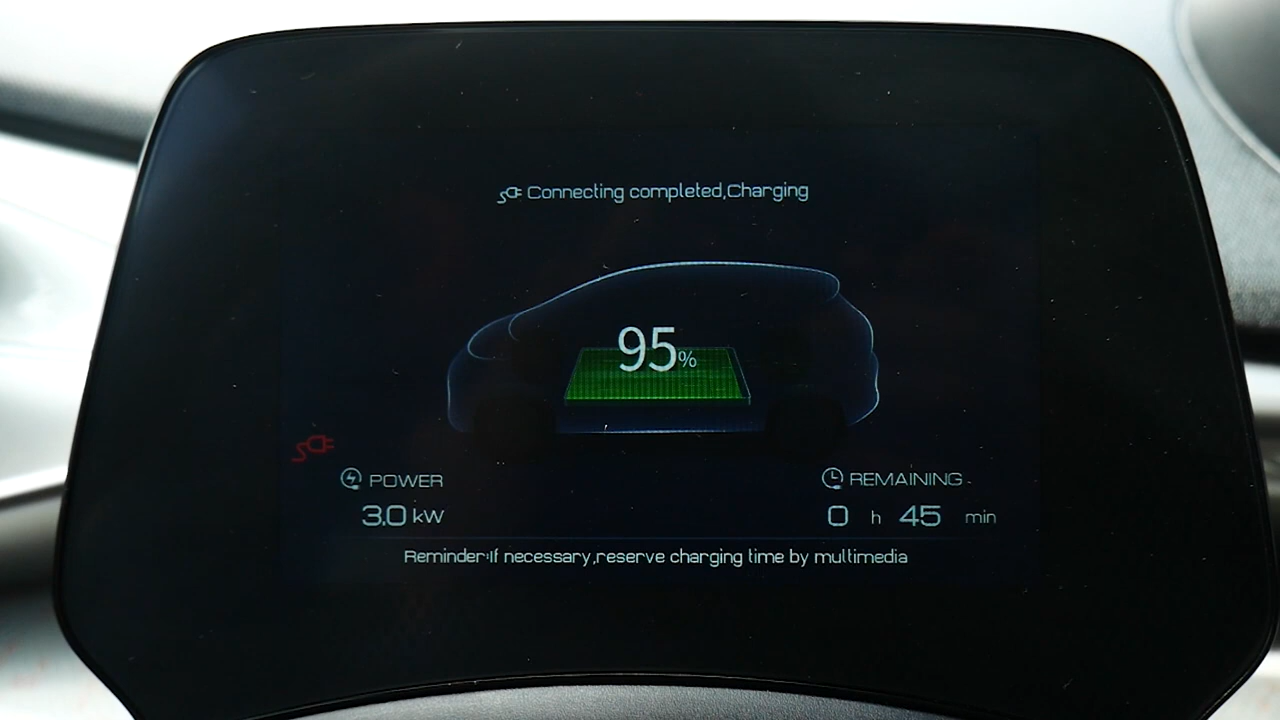 Connecting completed,Charging
95%
POWER
3.0 kW
REMAINING
0 h 45 min
Reminder:If necessary,reserve charging time by multimedia